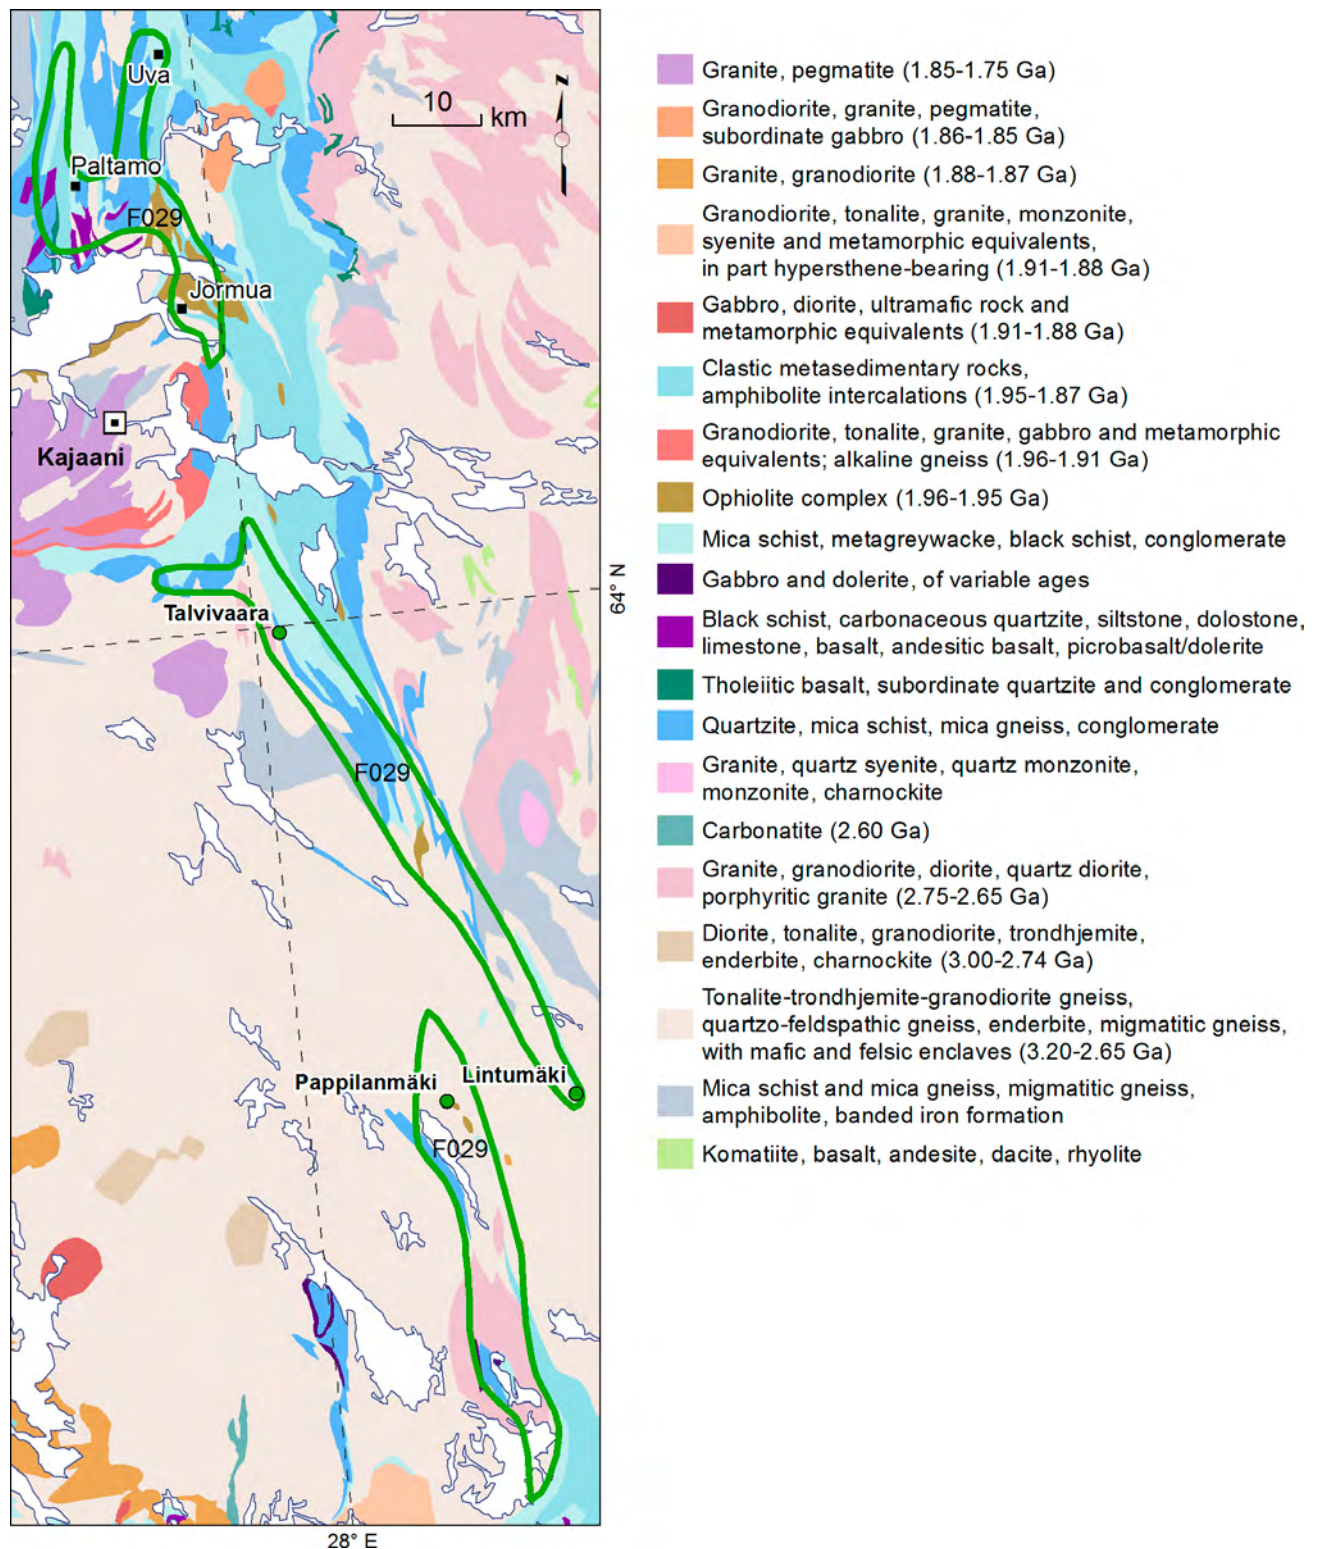 Uva
10
km
N
Paltamo
F029
Jormua
Kajaani
64° N
Talvivaara
F029
Pappilanmäki
Lintumäki
F029
28° E
Granite, pegmatite (1.85-1.75 Ga)
Granodiorite, granite, pegmatite,
subordinate gabbro (1.86-1.85 Ga)
Granite, granodiorite (1.88-1.87 Ga)
Granodiorite, tonalite, granite, monzonite,
syenite and metamorphic equivalents,
in part hypersthene-bearing (1.91-1.88 Ga)
Gabbro, diorite, ultramafic rock and
metamorphic equivalents (1.91-1.88 Ga)
Clastic metasedimentary rocks,
amphibolite intercalations (1.95-1.87 Ga)
Granodiorite, tonalite, granite, gabbro and metamorphic
equivalents; alkaline gneiss (1.96-1.91 Ga)
Ophiolite complex (1.96-1.95 Ga)
Mica schist, metagreywacke, black schist, conglomerate
Gabbro and dolerite, of variable ages
Black schist, carbonaceous quartzite, siltstone, dolostone,
limestone, basalt, andesitic basalt, picrobasalt/dolerite
Tholeiitic basalt, subordinate quartzite and conglomerate
Quartzite, mica schist, mica gneiss, conglomerate
Granite, quartz syenite, quartz monzonite,
monzonite, charnockite
Carbonatite (2.60 Ga)
Granite, granodiorite, diorite, quartz diorite,
porphyritic granite (2.75-2.65 Ga)
Diorite, tonalite, granodiorite, trondhjemite,
enderbite, charnockite (3.00-2.74 Ga)
Tonalite-trondhjemite-granodiorite gneiss,
quartzo-feldspathic gneiss, enderbite, migmatitic gneiss,
with mafic and felsic enclaves (3.20-2.65 Ga)
Mica schist and mica gneiss, migmatitic gneiss,
amphibolite, banded iron formation
Komatiite, basalt, andesite, dacite, rhyolite